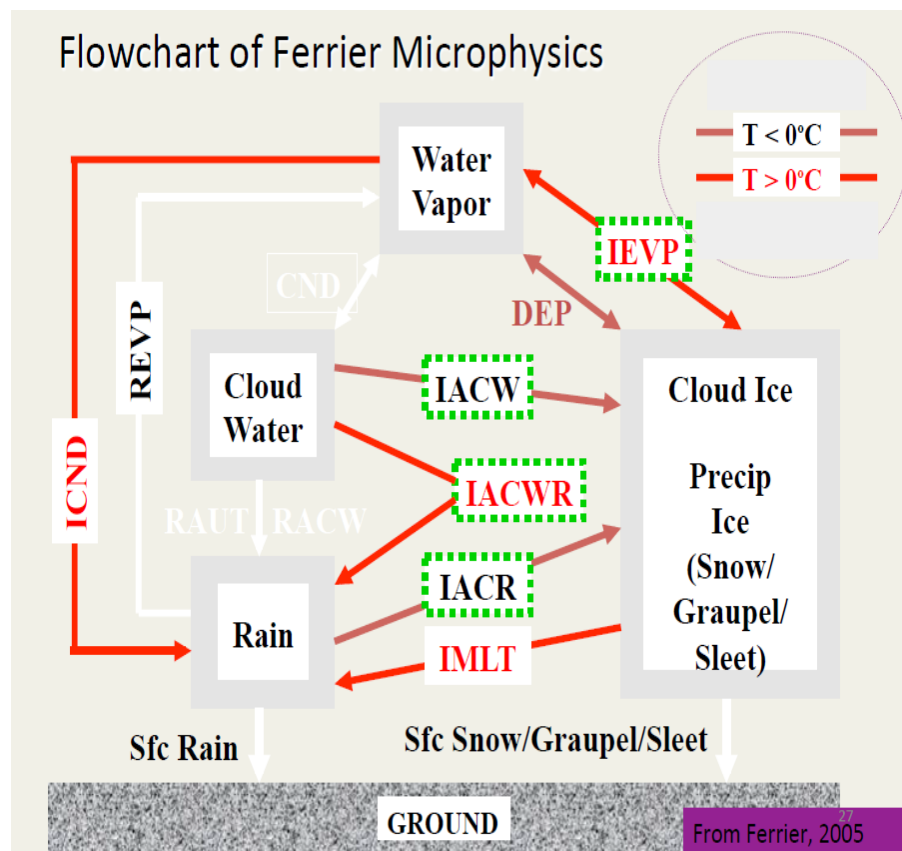 Flowchart of Ferrier Microphysics
T < 0ºC
T > 0ºC
Water
Vapor
IEVP
CND
DEP
REVP
ICND
Cloud
Water
IACW
Cloud Ice
Precip
Ice
(Snow/
Graupel/
Sleet)
IACWR
RAUT
RACW
IACR
Rain
IMLT
Sfc Rain
Sfc Snow/Graupel/Sleet
GROUND
27
From Ferrier, 2005